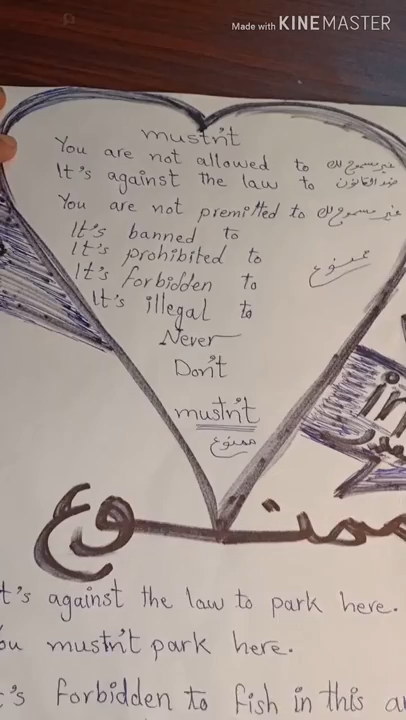 Made with KINEMASTER
mustn't
You are not allowed to غير مسموح لك
It's against the law to ضد القانون
You are not premitted to غير مسموح لك
It's banned to
It's prohibited to
It's forbidden to ممنوع
It's illegal to
Never
Don't
mustn't
ممنوع
in
ممنوع
t's against the law to park here.
ou mustn't park here.
's forbidden to fish in this